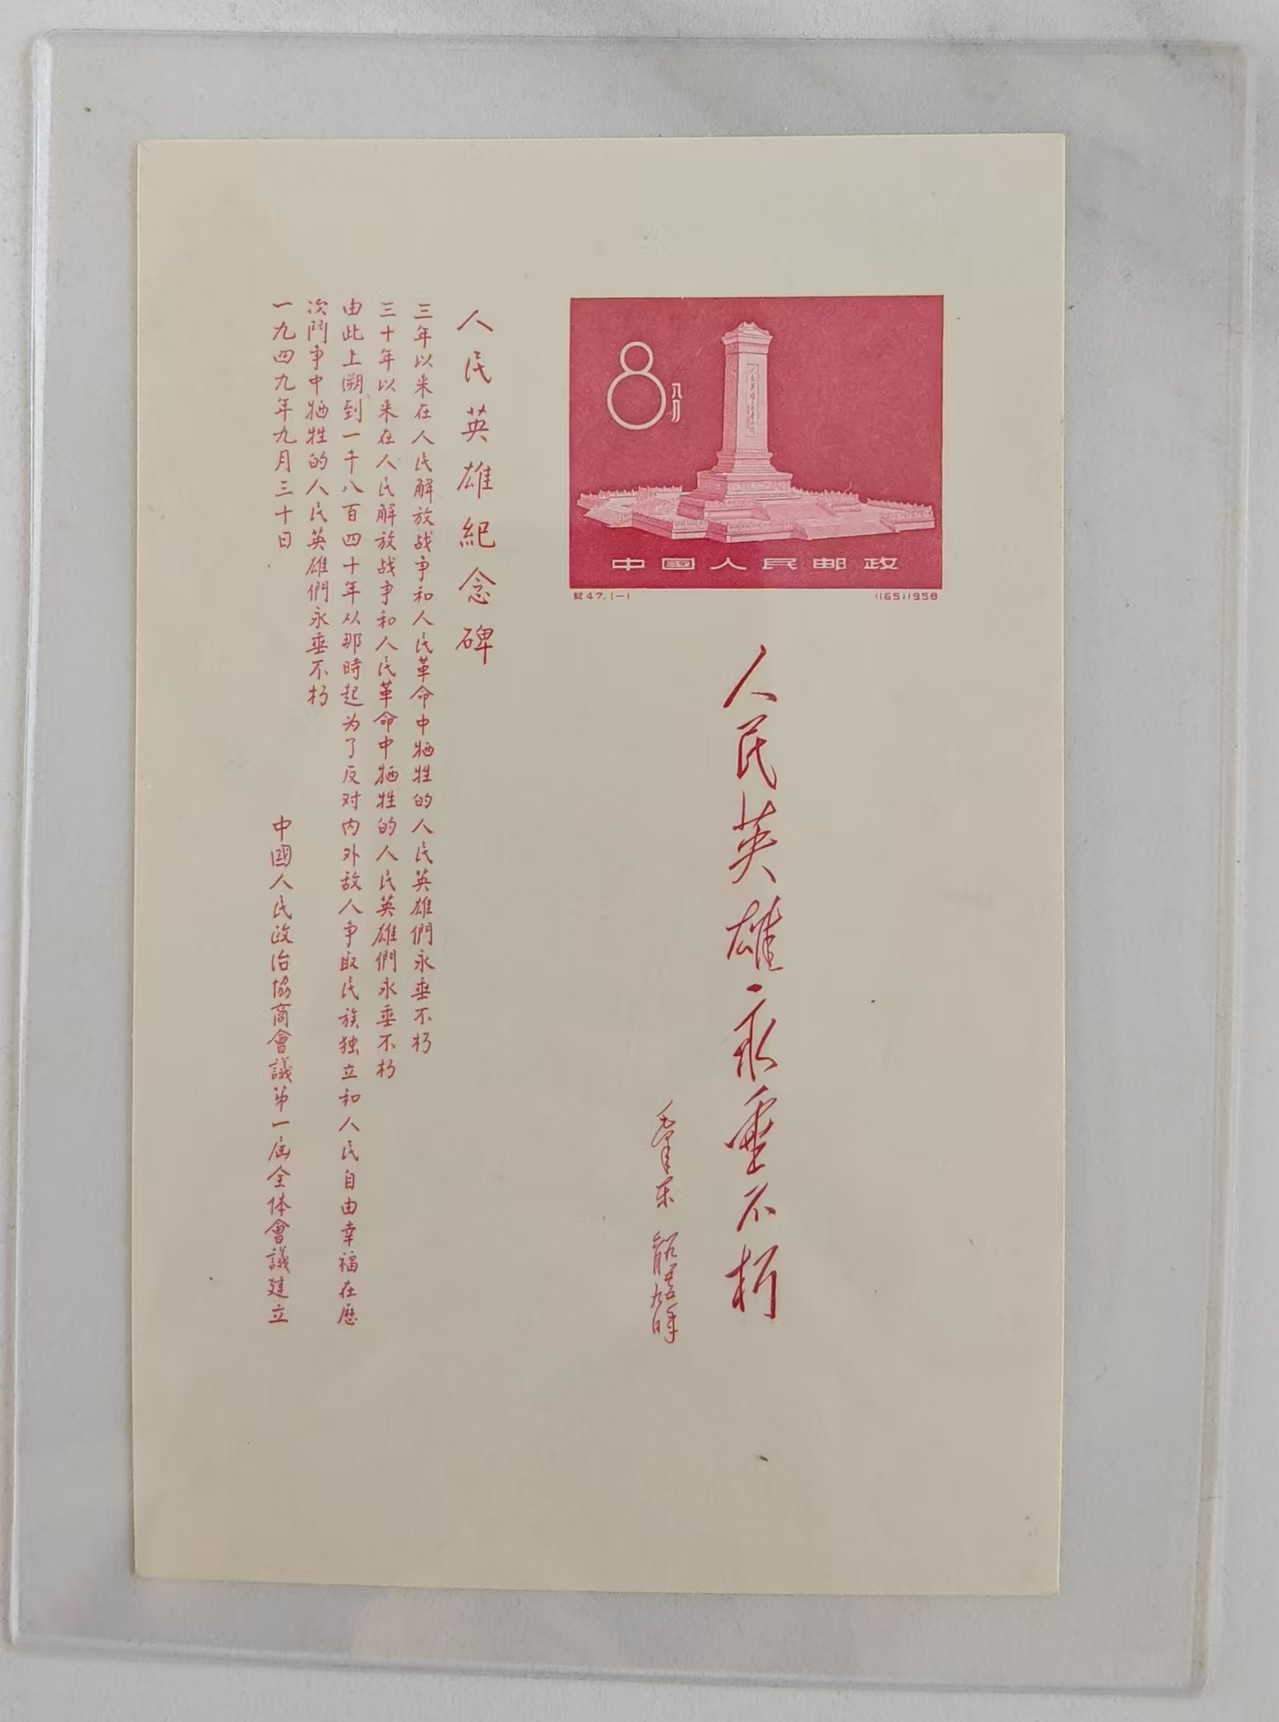 8 八分
中国人民邮政
紀47.1-1
(165)1958
人民英雄永垂不朽
毛泽东
人民英雄紀念碑
三年以来在人民解放战争和人民革命中牺牲的人民英雄們永垂不朽
三十年以来在人民解放战争和人民革命中牺牲的人民英雄們永垂不朽
由此上溯到一千八百四十年从那時起为了反对内外敌人争取民族独立和人民自由幸福在歷
次鬥争中牺牲的人民英雄們永垂不朽
一九四九年九月三十日
中國人民政治協商會議第一届全体會議建立